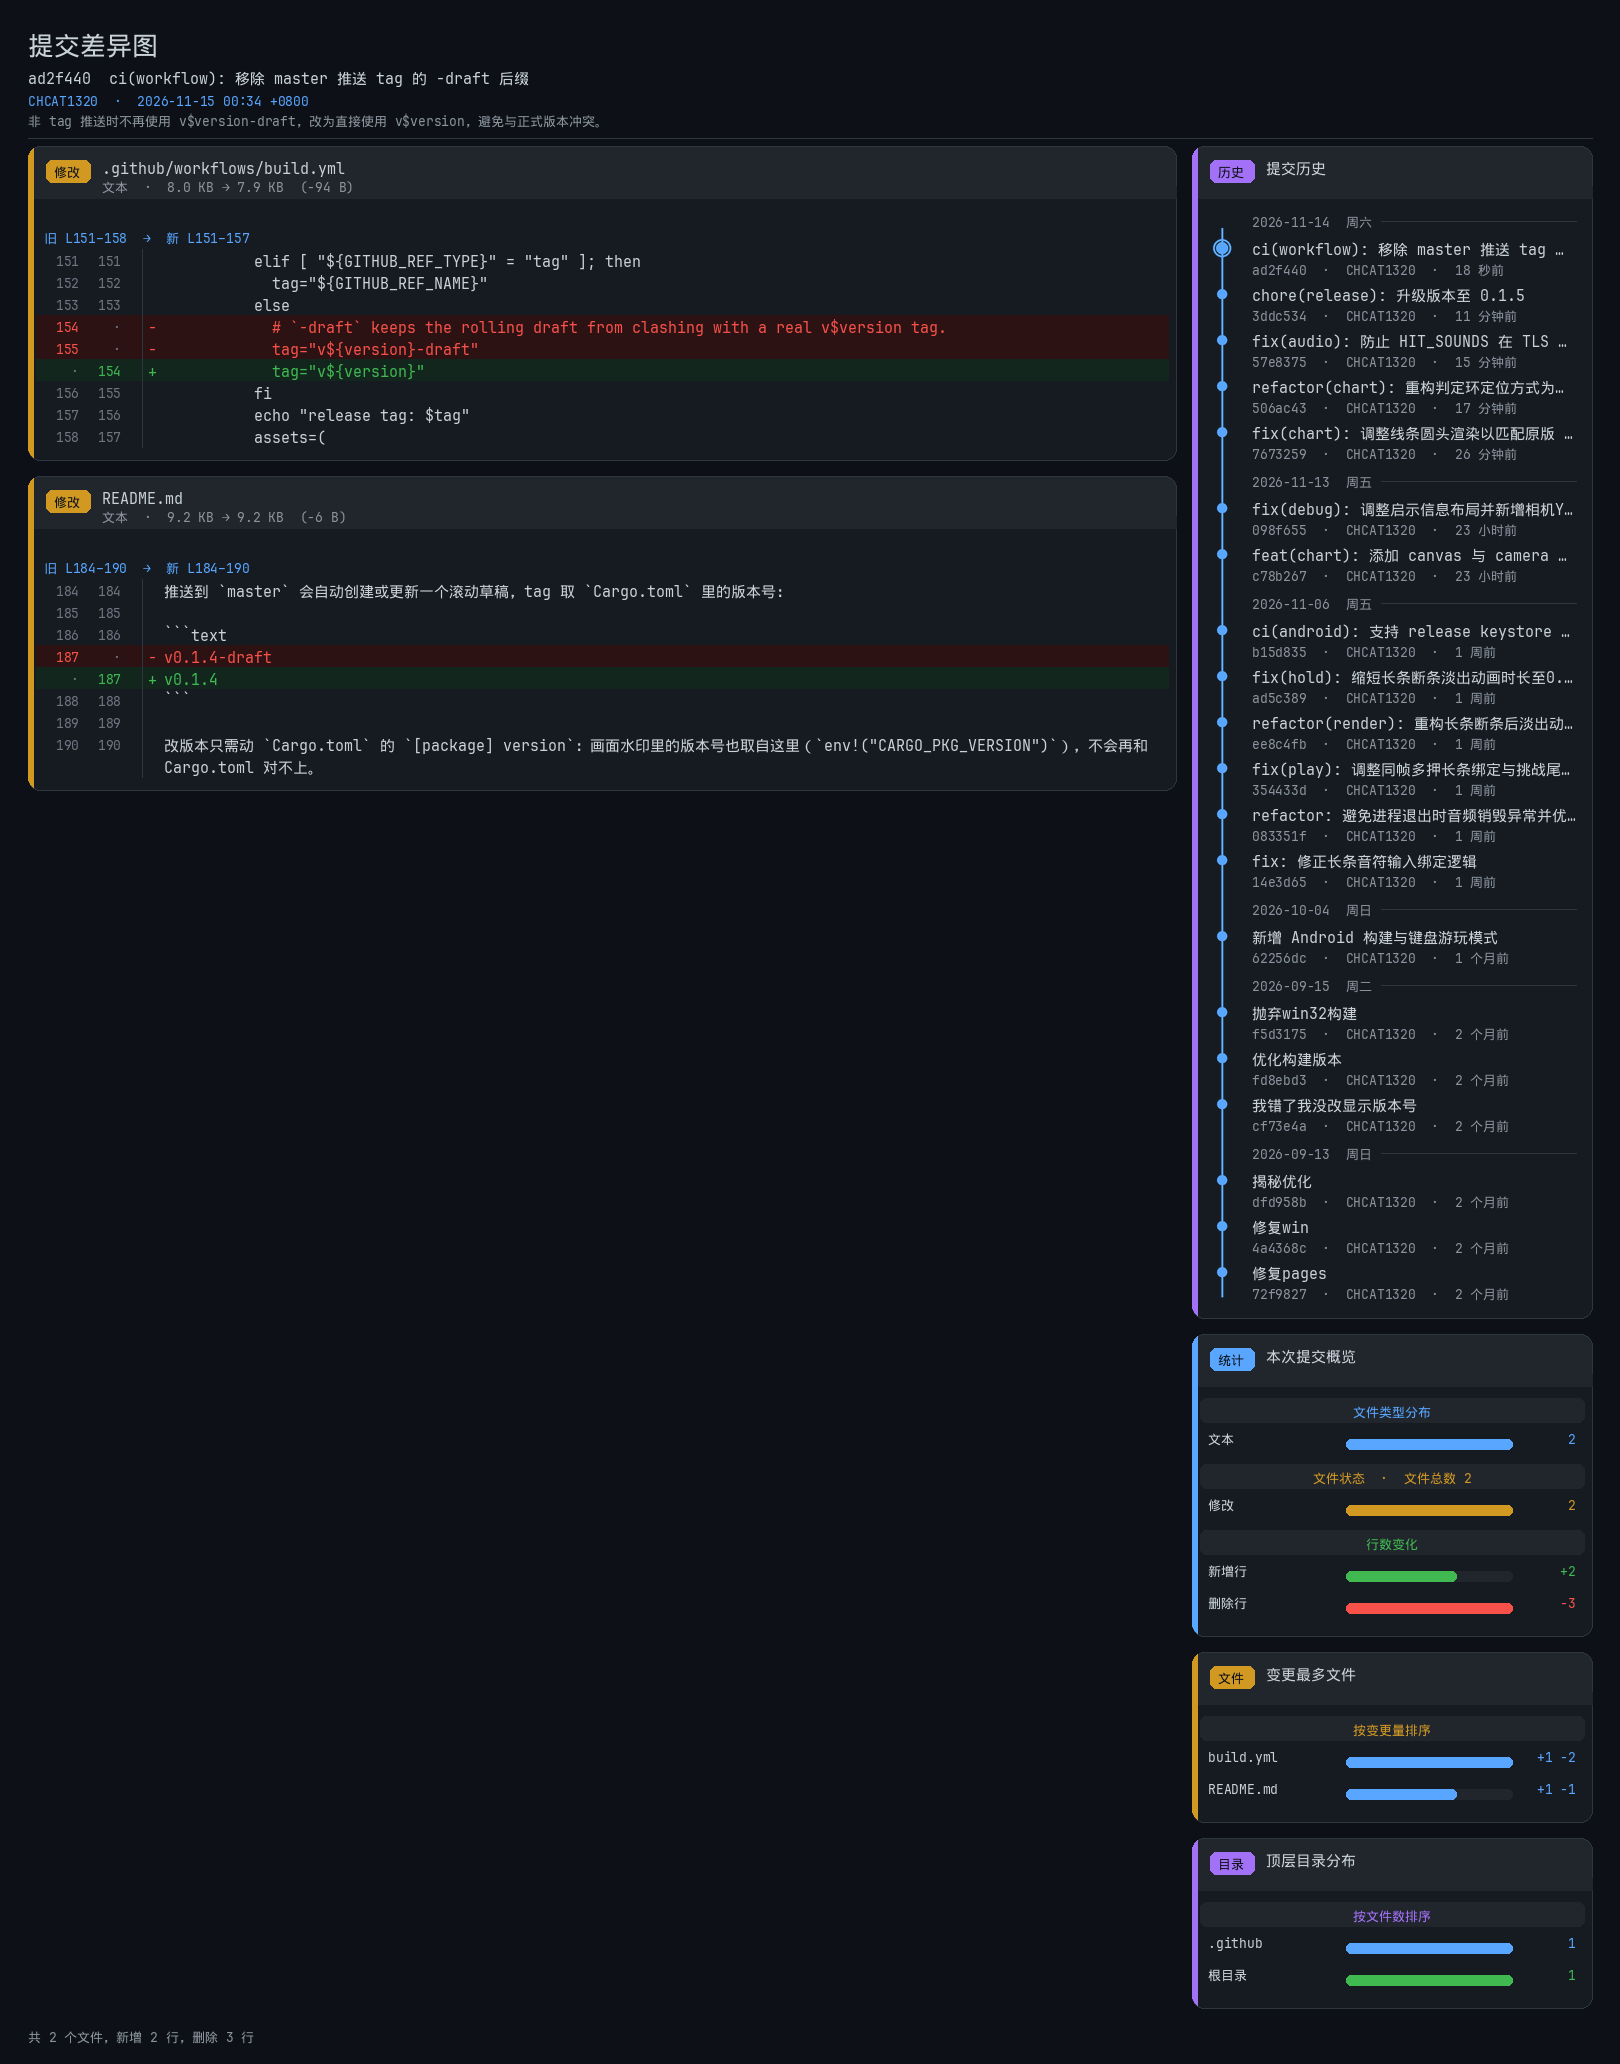 提交差异图
ad2f440  ci(workflow): 移除 master 推送 tag 的 -draft 后缀
CHCAT1320  ·  2026-11-15 00:34 +0800
非 tag 推送时不再使用 v$version-draft，改为直接使用 v$version，避免与正式版本冲突。
修改 .github/workflows/build.yml
文本  ·  8.0 KB → 7.9 KB  (-94 B)
旧 L151-158  →  新 L151-157
151 151 elif [ "${GITHUB_REF_TYPE}" = "tag" ]; then
152 152 tag="${GITHUB_REF_NAME}"
153 153 else
154 · - # `-draft` keeps the rolling draft from clashing with a real v$version tag.
155 · - tag="v${version}-draft"
· 154 + tag="v${version}"
156 155 fi
157 156 echo "release tag: $tag"
158 157 assets=(
修改 README.md
文本  ·  9.2 KB → 9.2 KB  (-6 B)
旧 L184-190  →  新 L184-190
184 184 推送到 `master` 会自动创建或更新一个滚动草稿，tag 取 `Cargo.toml` 里的版本号：
185 185
186 186 ```text
187 · - v0.1.4-draft
· 187 + v0.1.4
188 188 ```
189 189
190 190 改版本只需动 `Cargo.toml` 的 `[package] version`：画面水印里的版本号也取自这里（`env!("CARGO_PKG_VERSION")`），不会再和
Cargo.toml 对不上。
历史 提交历史
2026-11-14  周六
ci(workflow): 移除 master 推送 tag …
ad2f440  ·  CHCAT1320  ·  18 秒前
chore(release): 升级版本至 0.1.5
3ddc534  ·  CHCAT1320  ·  11 分钟前
fix(audio): 防止 HIT_SOUNDS 在 TLS …
57e8375  ·  CHCAT1320  ·  15 分钟前
refactor(chart): 重构判定环定位方式为…
506ac43  ·  CHCAT1320  ·  17 分钟前
fix(chart): 调整线条圆头渲染以匹配原版 …
7673259  ·  CHCAT1320  ·  26 分钟前
2026-11-13  周五
fix(debug): 调整启示信息布局并新增相机Y…
098f655  ·  CHCAT1320  ·  23 小时前
feat(chart): 添加 canvas 与 camera …
c78b267  ·  CHCAT1320  ·  23 小时前
2026-11-06  周五
ci(android): 支持 release keystore …
b15d835  ·  CHCAT1320  ·  1 周前
fix(hold): 缩短长条断条淡出动画时长至0.…
ad5c389  ·  CHCAT1320  ·  1 周前
refactor(render): 重构长条断条后淡出动…
ee8c4fb  ·  CHCAT1320  ·  1 周前
fix(play): 调整同帧多押长条绑定与挑战尾…
354433d  ·  CHCAT1320  ·  1 周前
refactor: 避免进程退出时音频销毁异常并优…
083351f  ·  CHCAT1320  ·  1 周前
fix: 修正长条音符输入绑定逻辑
14e3d65  ·  CHCAT1320  ·  1 周前
2026-10-04  周日
新增 Android 构建与键盘游玩模式
62256dc  ·  CHCAT1320  ·  1 个月前
2026-09-15  周二
抛弃win32构建
f5d3175  ·  CHCAT1320  ·  2 个月前
优化构建版本
fd8ebd3  ·  CHCAT1320  ·  2 个月前
我错了我没改显示版本号
cf73e4a  ·  CHCAT1320  ·  2 个月前
2026-09-13  周日
揭秘优化
dfd958b  ·  CHCAT1320  ·  2 个月前
修复win
4a4368c  ·  CHCAT1320  ·  2 个月前
修复pages
72f9827  ·  CHCAT1320  ·  2 个月前
统计 本次提交概览
文件类型分布
文本 2
文件状态  ·  文件总数 2
修改 2
行数变化
新增行 +2
删除行 -3
文件 变更最多文件
按变更量排序
build.yml +1 -2
README.md +1 -1
目录 顶层目录分布
按文件数排序
.github 1
根目录 1
共 2 个文件，新增 2 行，删除 3 行